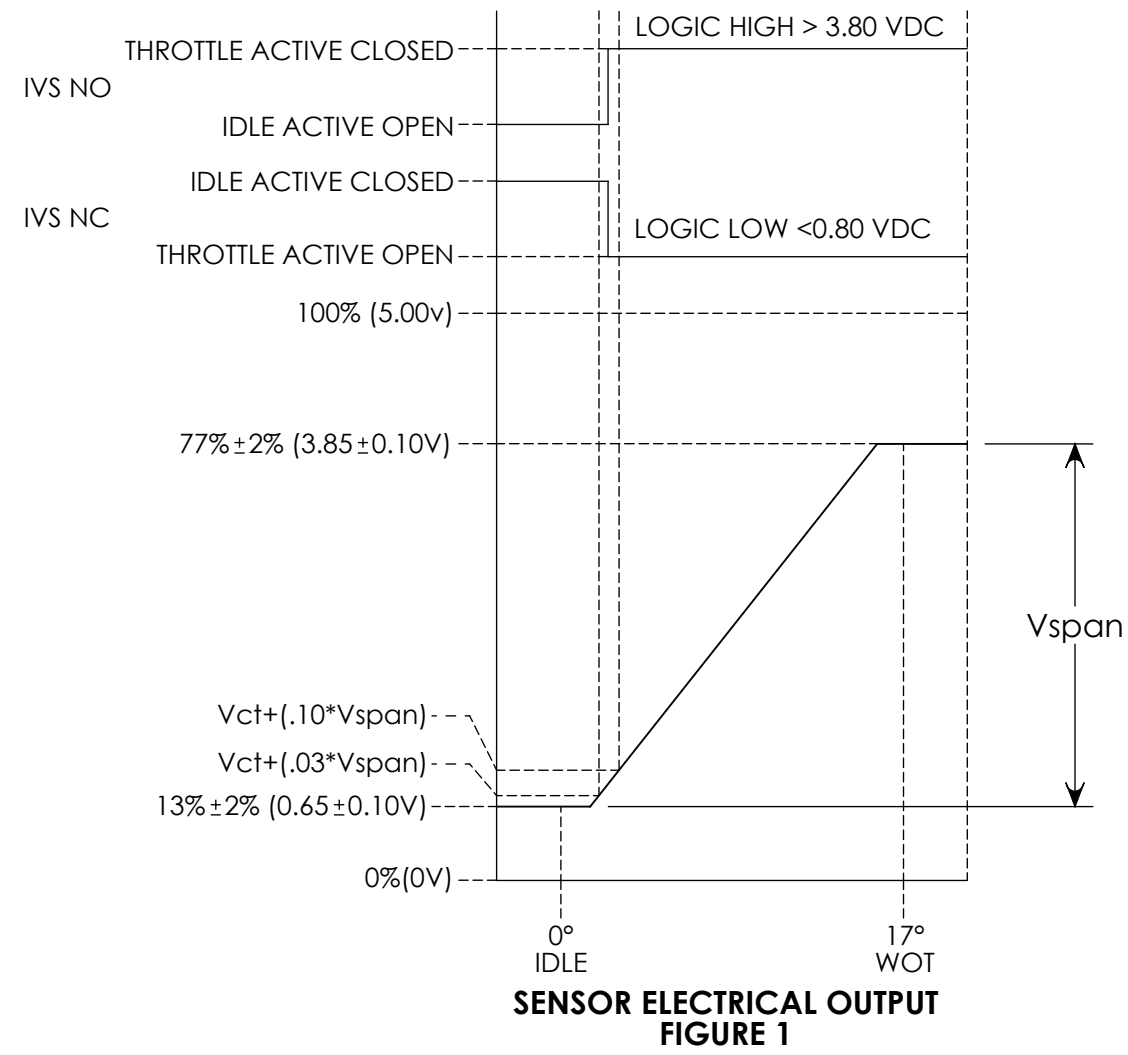 LOGIC HIGH > 3.80 VDC
THROTTLE ACTIVE CLOSED
IVS NO
IDLE ACTIVE OPEN
IDLE ACTIVE CLOSED
IVS NC
LOGIC LOW <0.80 VDC
THROTTLE ACTIVE OPEN
100% (5.00v)
77%±2% (3.85±0.10V)
Vspan
Vct+(.10*Vspan)
Vct+(.03*Vspan)
13%±2% (0.65±0.10V)
0%(0V)
0° 17°
IDLE WOT
SENSOR ELECTRICAL OUTPUT
FIGURE 1